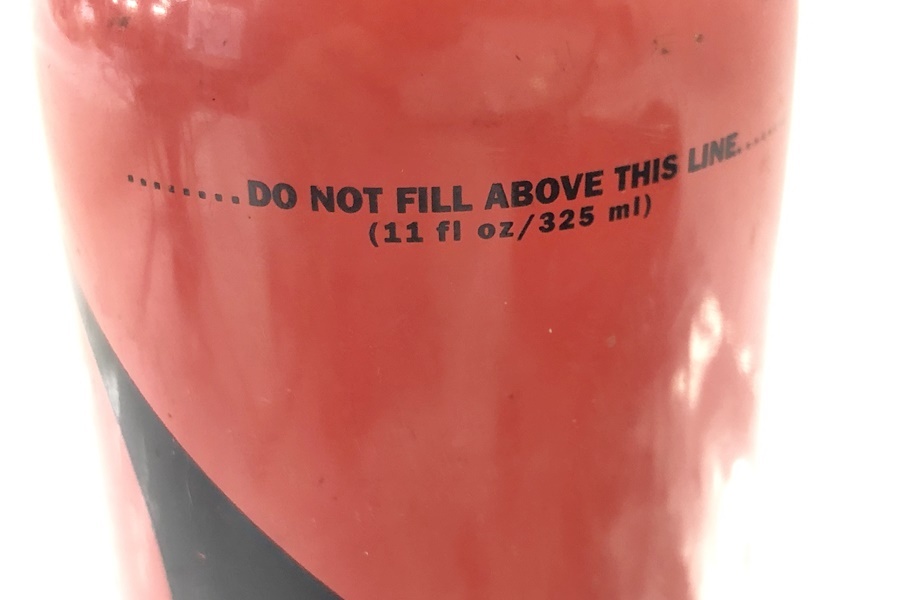 .........DO NOT FILL ABOVE THIS LINE......
(11 fl oz/325 ml)